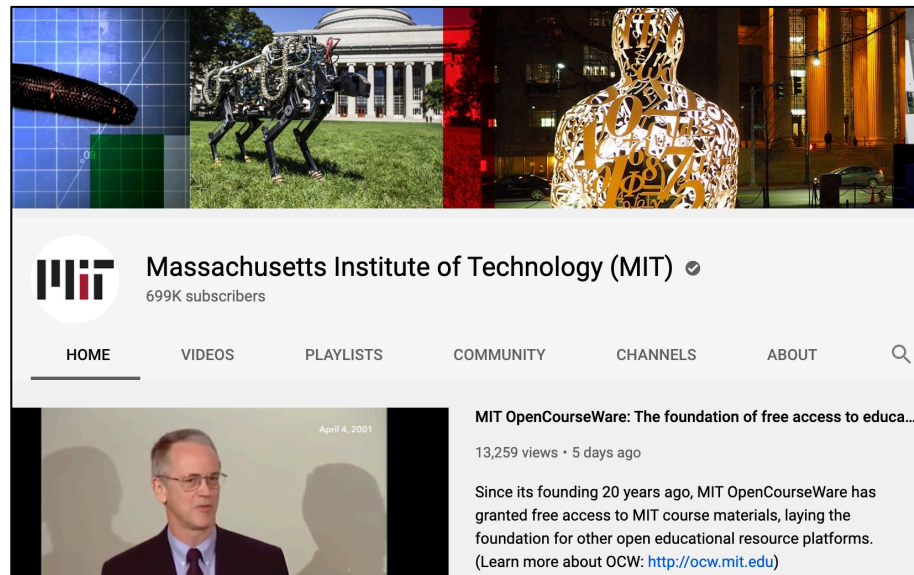 MIT
Massachusetts Institute of Technology (MIT)
699K subscribers
HOME VIDEOS PLAYLISTS COMMUNITY CHANNELS ABOUT
April 4, 2001
MIT OpenCourseWare: The foundation of free access to educa...
13,259 views • 5 days ago
Since its founding 20 years ago, MIT OpenCourseWare has
granted free access to MIT course materials, laying the
foundation for other open educational resource platforms.
(Learn more about OCW: http://ocw.mit.edu)